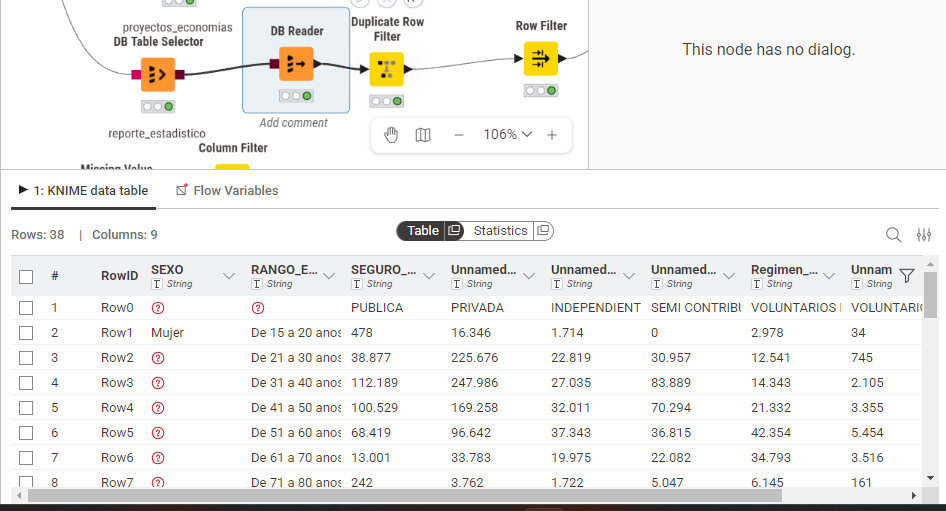 proyectos_economias
DB Table Selector
DB Reader
Duplicate Row
Filter
Row Filter
This node has no dialog.
Add comment
reporte_estadistico
Column Filter
106%
Missing Value
1: KNIME data table
Flow Variables
Rows: 38 | Columns: 9
Table
Statistics
# RowID SEXO RANGO_E... SEGURO_... Unnamed... Unnamed... Unnamed... Regimen_... Unnam
T String T String T String T String T String T String T String T String
1 Row0 ? ? PUBLICA PRIVADA INDEPENDIENT SEMI CONTRIBU VOLUNTARIOS VOLUNTARI
2 Row1 Mujer De 15 a 20 anos 478 16.346 1.714 0 2.978 34
3 Row2 ? De 21 a 30 anos 38.877 225.676 22.819 30.957 12.541 745
4 Row3 ? De 31 a 40 anos 112.189 247.986 27.035 83.889 14.343 2.105
5 Row4 ? De 41 a 50 anos 100.529 169.258 32.011 70.294 21.332 3.355
6 Row5 ? De 51 a 60 anos 68.419 96.642 37.343 36.815 42.354 5.454
7 Row6 ? De 61 a 70 anos 13.001 33.783 19.975 22.082 34.793 3.516
8 Row7 ? De 71 a 80 anos 242 3.762 1.722 5.047 6.145 161